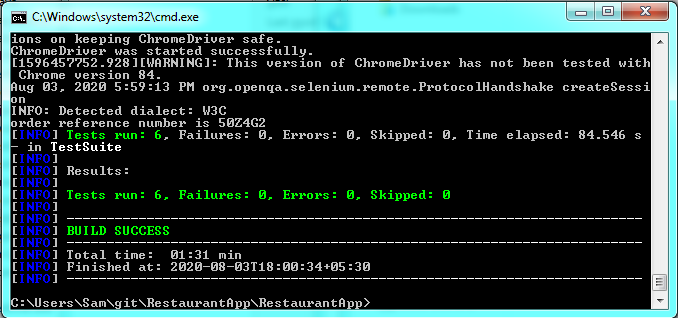 C:\Windows\system32\cmd.exe
ions on keeping ChromeDriver safe.
ChromeDriver was started successfully.
[1596457752.928][WARNING]: This version of ChromeDriver has not been tested with
 Chrome version 84.
Aug 03, 2020 5:59:13 PM org.openqa.selenium.remote.ProtocolHandshake createSessi
on
INFO: Detected dialect: W3C
order reference number is 50Z4G2
[INFO] Tests run: 6, Failures: 0, Errors: 0, Skipped: 0, Time elapsed: 84.546 s
- in TestSuite
[INFO]
[INFO] Results:
[INFO]
[INFO] Tests run: 6, Failures: 0, Errors: 0, Skipped: 0
[INFO]
[INFO] ------------------------------------------------------------------------
[INFO] BUILD SUCCESS
[INFO] ------------------------------------------------------------------------
[INFO] Total time:  01:31 min
[INFO] Finished at: 2020-08-03T18:00:34+05:30
[INFO] ------------------------------------------------------------------------
C:\Users\Sam\git\RestaurantApp\RestaurantApp>